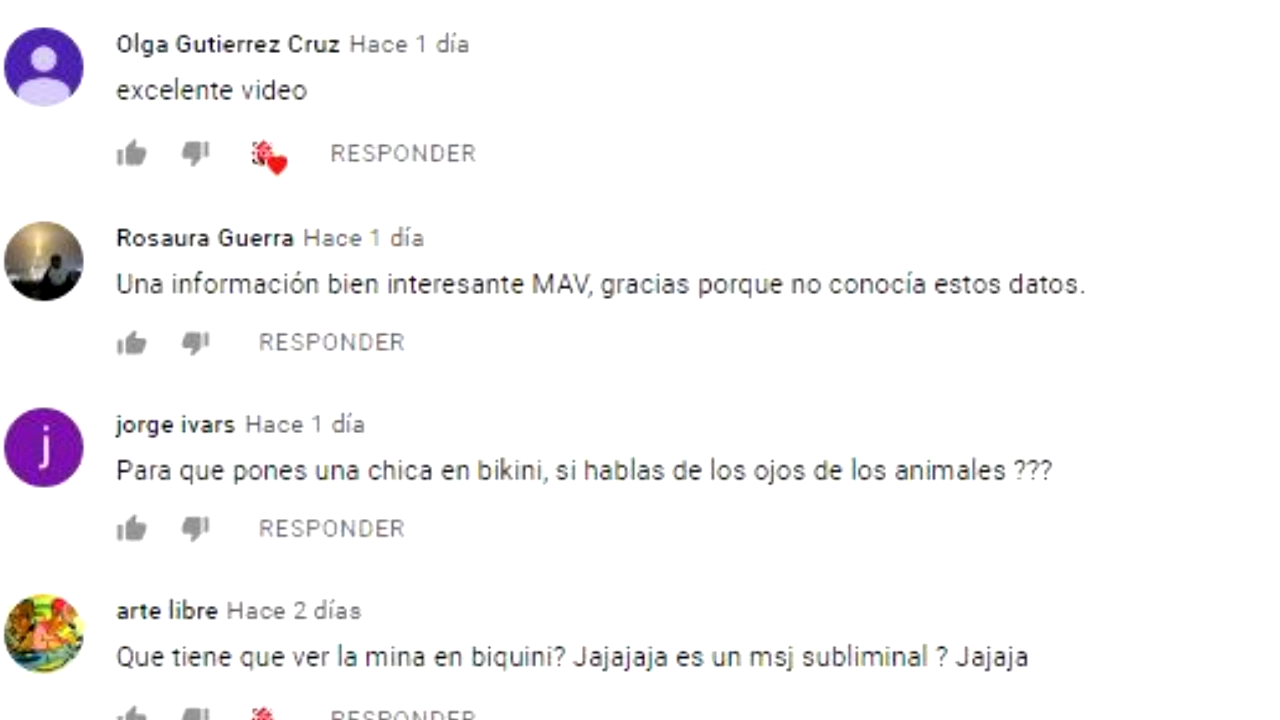 Olga Gutierrez Cruz Hace 1 día
excelente video
RESPONDER
Rosaura Guerra Hace 1 día
Una información bien interesante MAV, gracias porque no conocía estos datos.
RESPONDER
j
jorge ivars Hace 1 día
Para que pones una chica en bikini, si hablas de los ojos de los animales ???
RESPONDER
arte libre Hace 2 días
Que tiene que ver la mina en biquini? Jajajaja es un msj subliminal ? Jajaja
RESPONDER